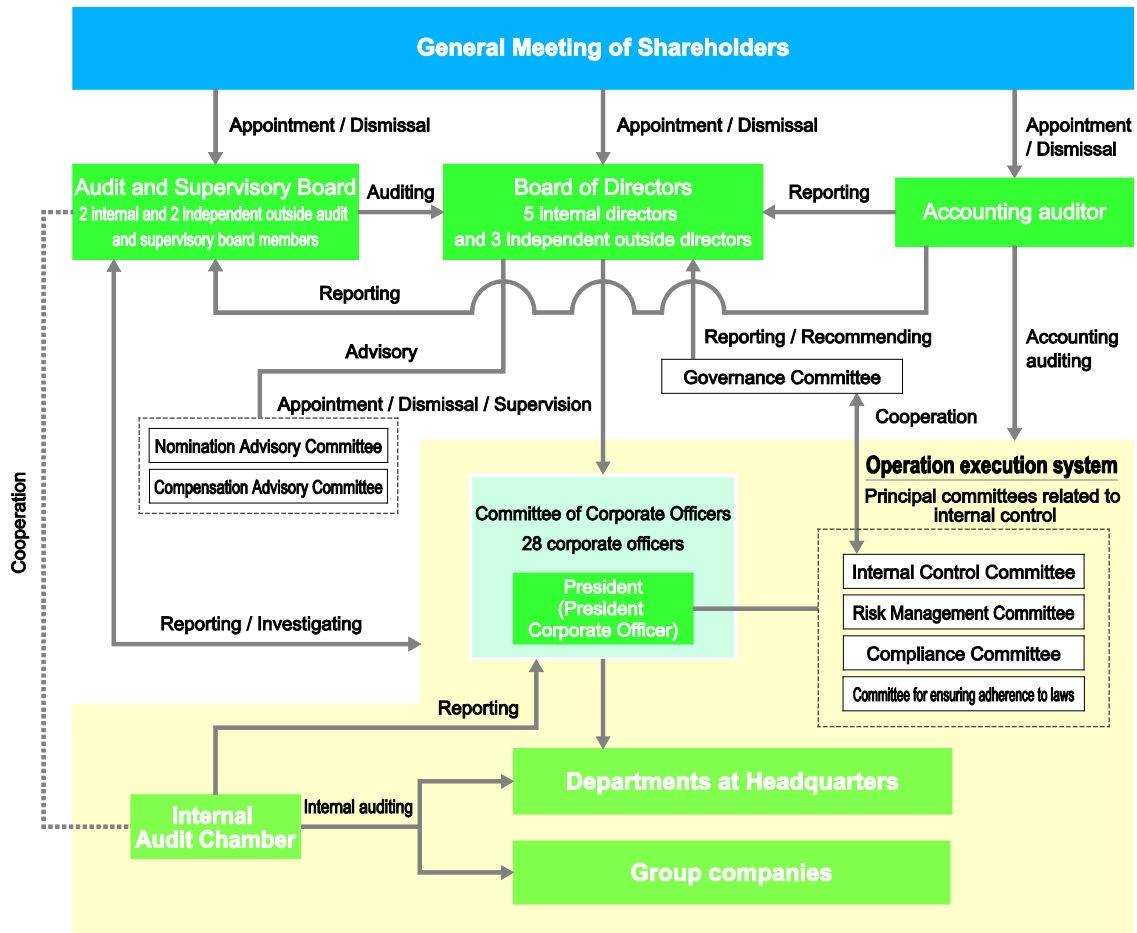 General Meeting of Shareholders
Appointment / Dismissal
Appointment / Dismissal
Appointment
/ Dismissal
Audit and Supervisory Board
2 internal and 2 independent outside audit
and supervisory board members
Auditing
Board of Directors
5 internal directors
and 3 independent outside directors
Reporting
Accounting auditor
Reporting
Reporting / Recommending
Accounting
auditing
Advisory
Governance Committee
Appointment / Dismissal / Supervision
Cooperation
Nomination Advisory Committee
Compensation Advisory Committee
Operation execution system
Principal committees related to
internal control
Cooperation
Committee of Corporate Officers
28 corporate officers
President
(President
Corporate Officer)
Internal Control Committee
Risk Management Committee
Compliance Committee
Committee for ensuring adherence to laws
Reporting / Investigating
Reporting
Departments at Headquarters
Internal
Audit Chamber
Internal auditing
Group companies